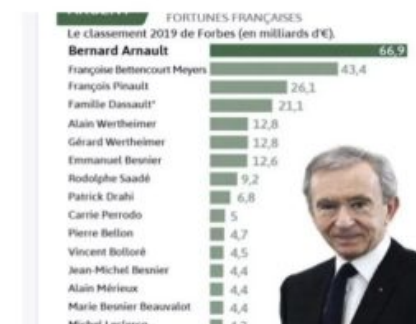 ARGENT
FORTUNES FRANÇAISES
Le classement 2019 de Forbes (en milliards d'€).
Bernard Arnault 66,9
Françoise Bettencourt Meyers 43,4
François Pinault 26,1
Famille Dassault* 21,1
Alain Wertheimer 12,8
Gérard Wertheimer 12,8
Emmanuel Besnier 12,6
Rodolphe Saadé 9,2
Patrick Drahi 6,8
Carrie Perrodo 5
Pierre Bellon 4,7
Vincent Bolloré 4,5
Jean-Michel Besnier 4,4
Alain Mérieux 4,4
Marie Besnier Beauvalot 4,4